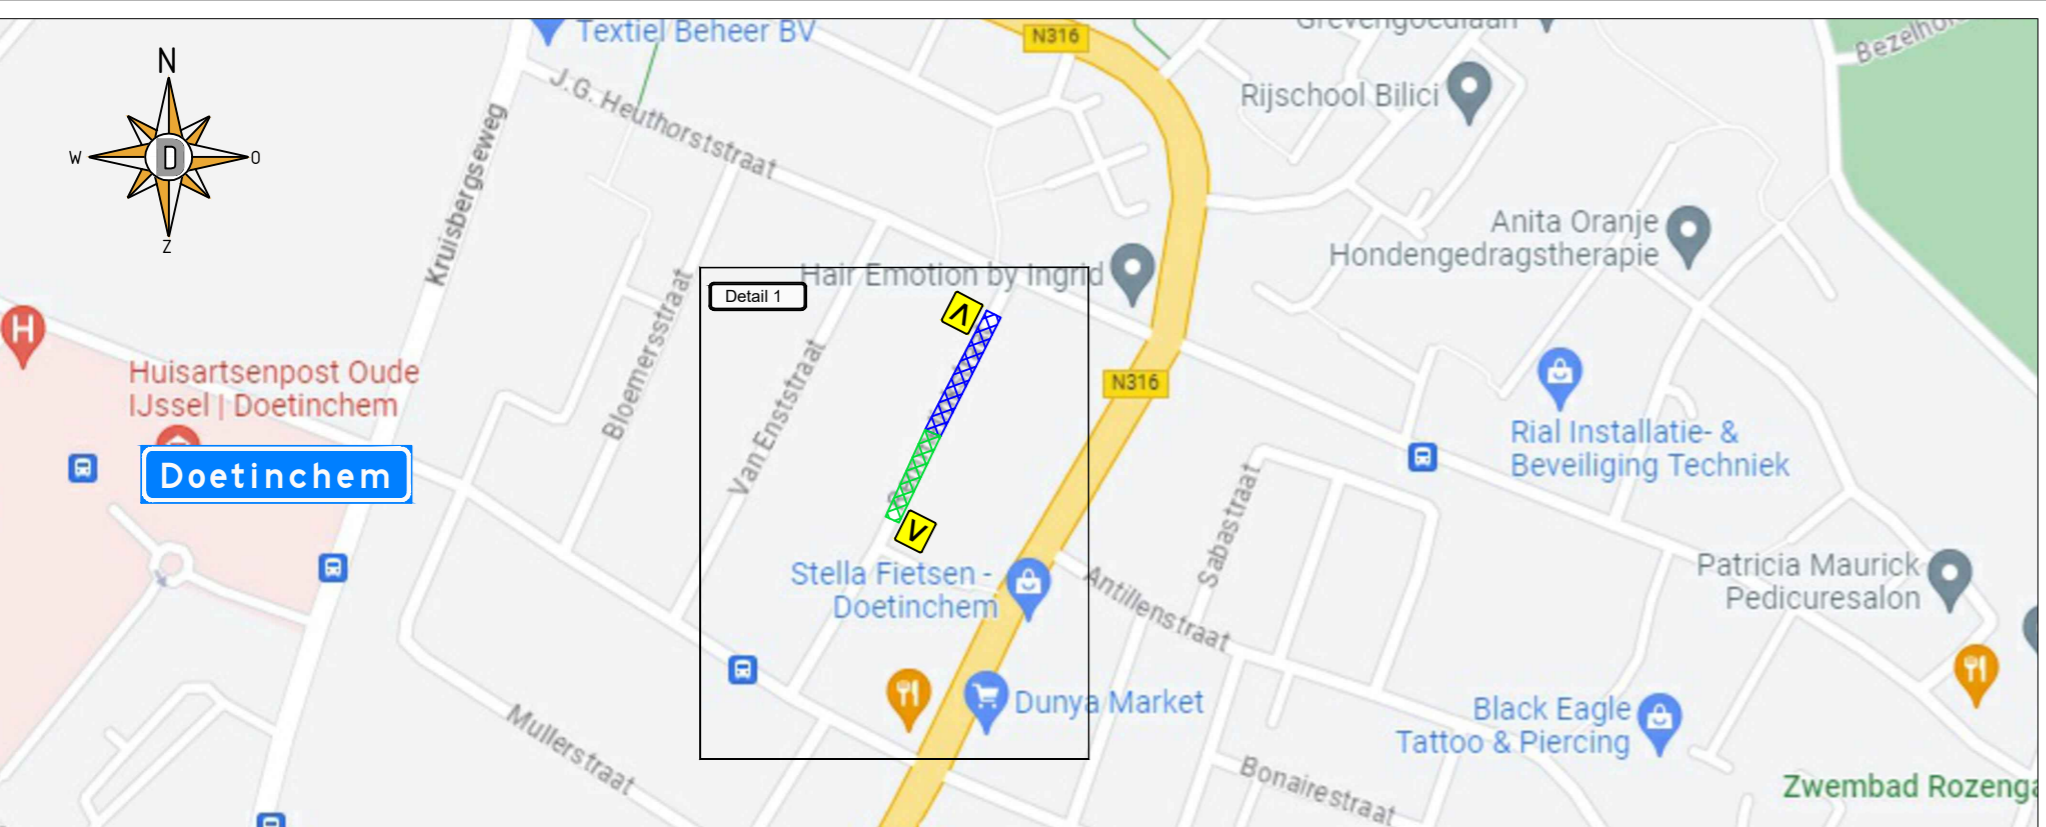 Textiel Beheer BV
N316
Grevengoedlaan
Bezelho
N
J.G. Heuthorststraat
Rijschool Bilici
W
D
O
Z
Kruisbergseweg
Anita Oranje
Hondengedragstherapie
Hair Emotion by Ingrid
Detail 1
Λ
H
Bloemersstraat
Van Enststraat
Huisartsenpost Oude
IJssel | Doetinchem
N316
Doetinchem
Rial Installatie- &
Beveiliging Techniek
Sabastraat
V
Stella Fietsen -
Doetinchem
Antillenstraat
Patricia Maurick
Pedicuresalon
Mullerstraat
Dunya Market
Black Eagle
Tattoo & Piercing
Bonairestraat
Zwembad Rozenga